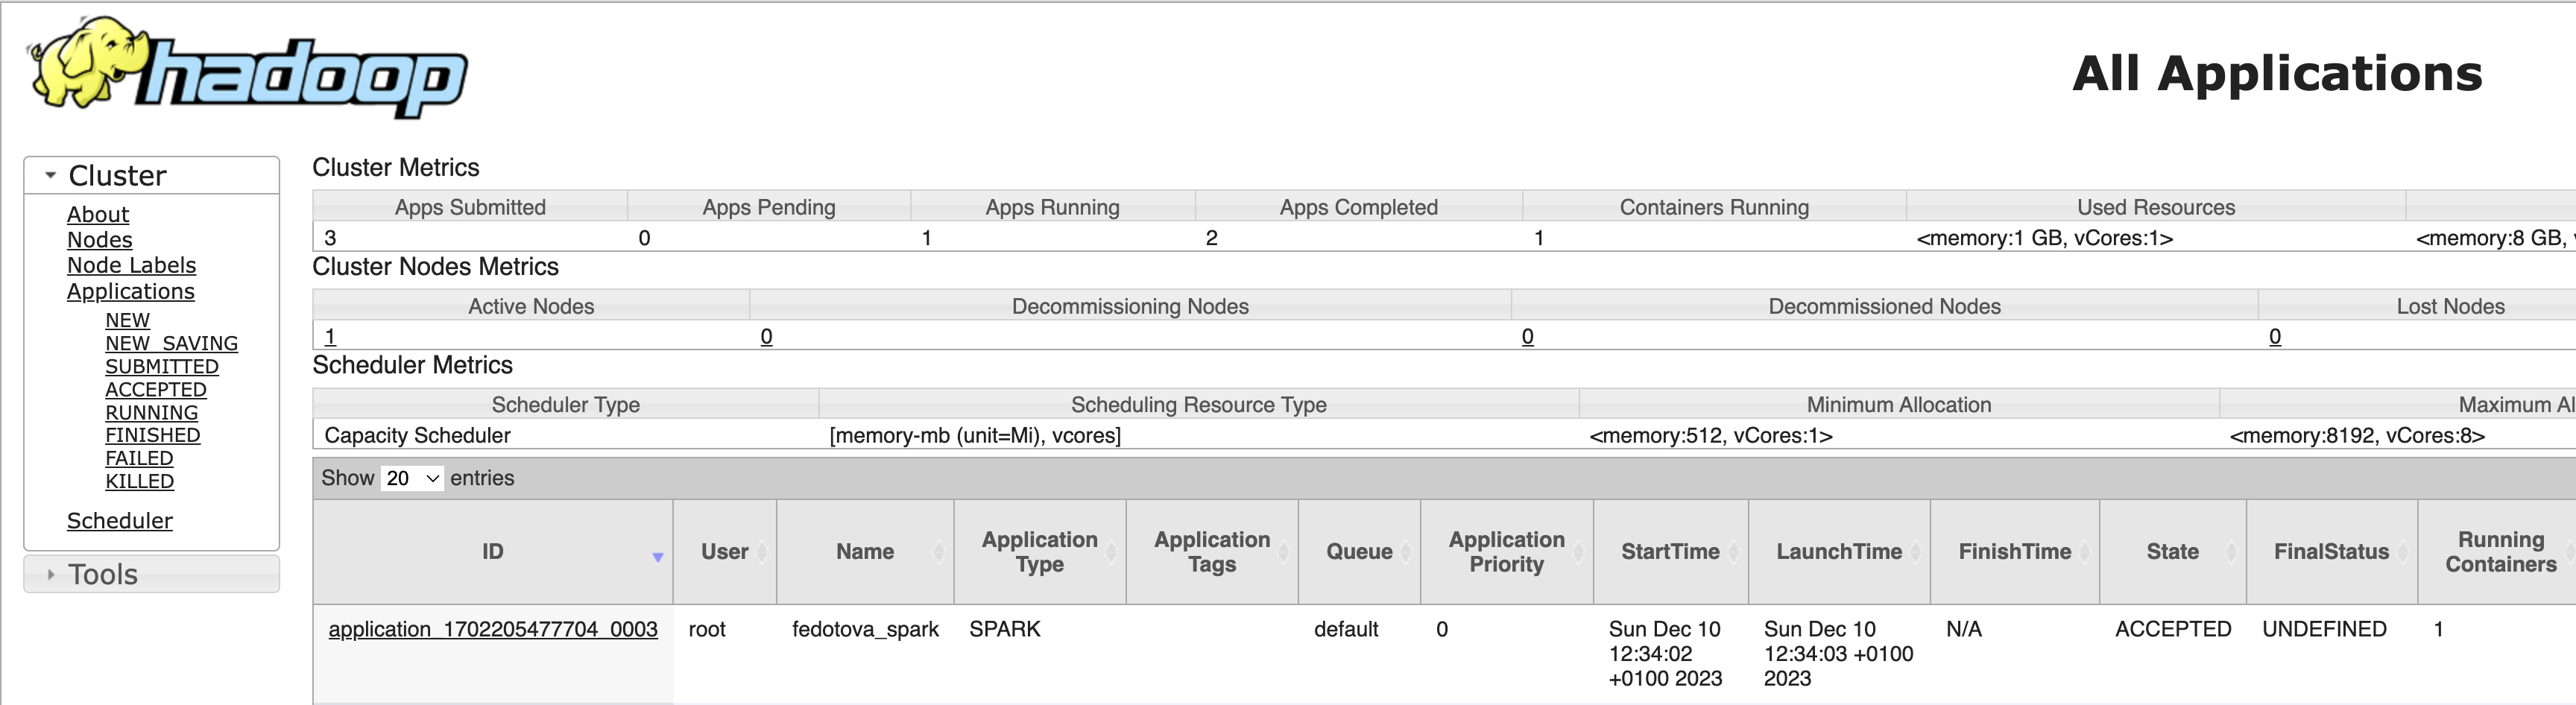 hadoop
All Applications
Cluster
About
Nodes
Node Labels
Applications
NEW
NEW_SAVING
SUBMITTED
ACCEPTED
RUNNING
FINISHED
FAILED
KILLED
Scheduler
Tools
Cluster Metrics
Apps Submitted Apps Pending Apps Running Apps Completed Containers Running Used Resources
3 0 1 2 1 <memory:1 GB, vCores:1> <memory:8 GB,
Cluster Nodes Metrics
Active Nodes Decommissioning Nodes Decommissioned Nodes Lost Nodes
1 0 0 0
Scheduler Metrics
Scheduler Type Scheduling Resource Type Minimum Allocation Maximum Al
Capacity Scheduler [memory-mb (unit=Mi), vcores] <memory:512, vCores:1> <memory:8192, vCores:8>
Show 20 entries
ID User Name Application Type Application Tags Queue Application Priority StartTime LaunchTime FinishTime State FinalStatus Running Containers
application_1702205477704_0003 root fedotova_spark SPARK default 0 Sun Dec 10 12:34:02 +0100 2023 Sun Dec 10 12:34:03 +0100 2023 N/A ACCEPTED UNDEFINED 1